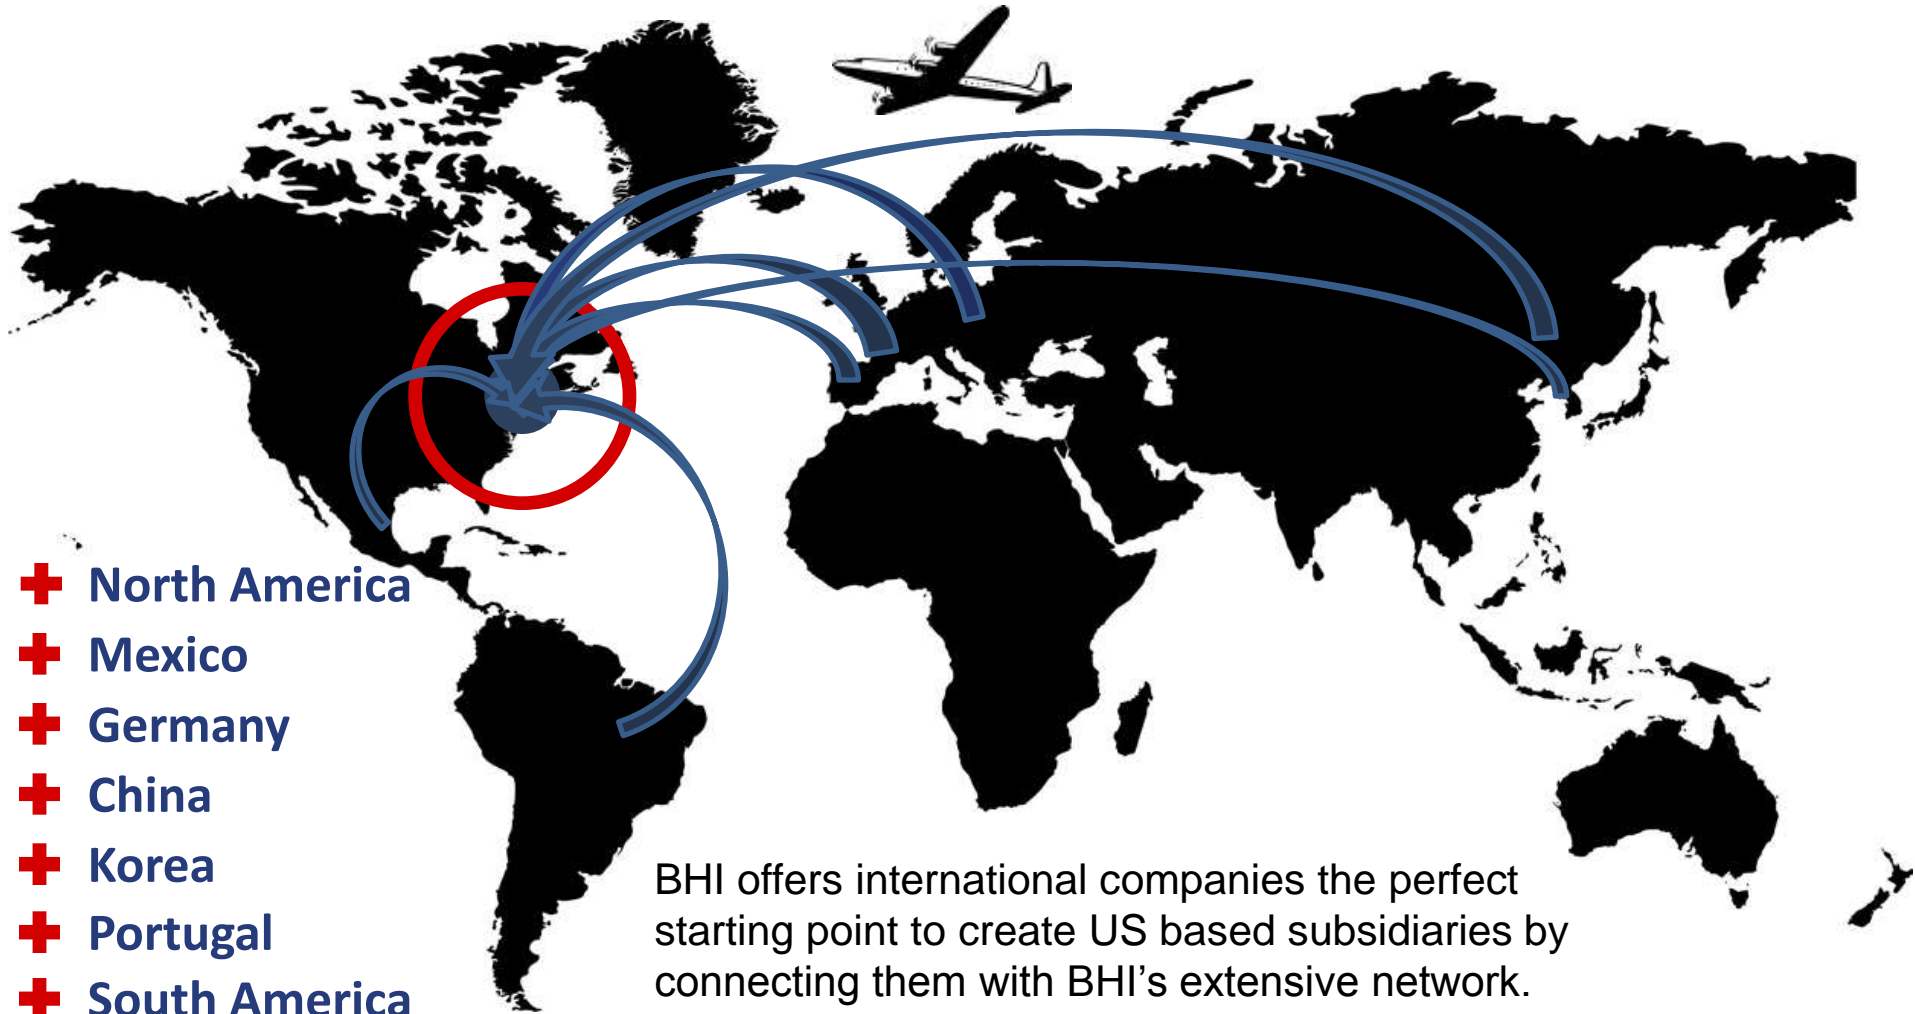 North America
Mexico
Germany
China
Korea
Portugal
South America
BHI offers international companies the perfect
starting point to create US based subsidiaries by
connecting them with BHI’s extensive network.